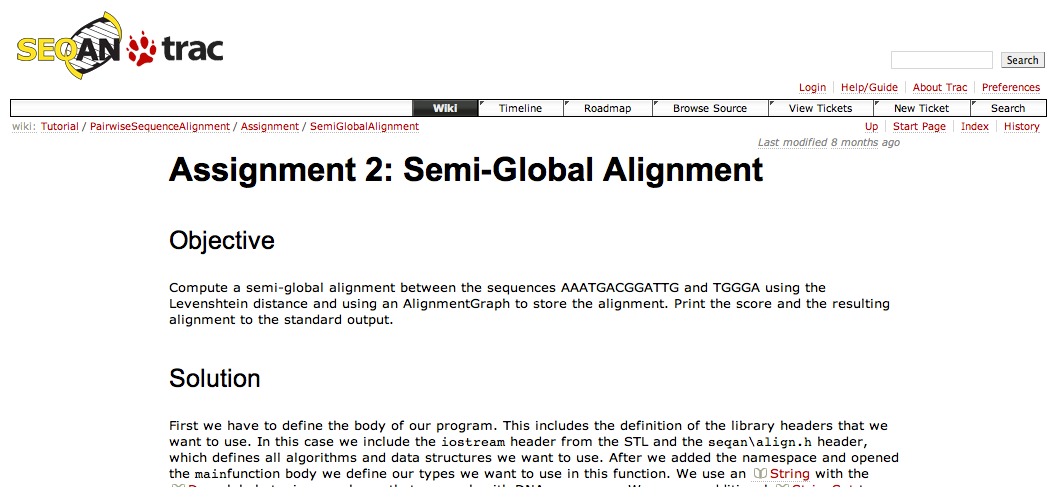 SEQAN trac
Search
Login Help/Guide About Trac Preferences
Wiki Timeline Roadmap Browse Source View Tickets New Ticket Search
wiki: Tutorial / PairwiseSequenceAlignment / Assignment / SemiGlobalAlignment Up Start Page Index History
Last modified 8 months ago
Assignment 2: Semi-Global Alignment
Objective
Compute a semi-global alignment between the sequences AAATGACGGATTG and TGGGA using the
Levenshtein distance and using an AlignmentGraph to store the alignment. Print the score and the resulting
alignment to the standard output.
Solution
First we have to define the body of our program. This includes the definition of the library headers that we
want to use. In this case we include the iostream header from the STL and the seqan\align.h header,
which defines all algorithms and data structures we want to use. After we added the namespace and opened
the mainfunction body we define our types we want to use in this function. We use an String with the